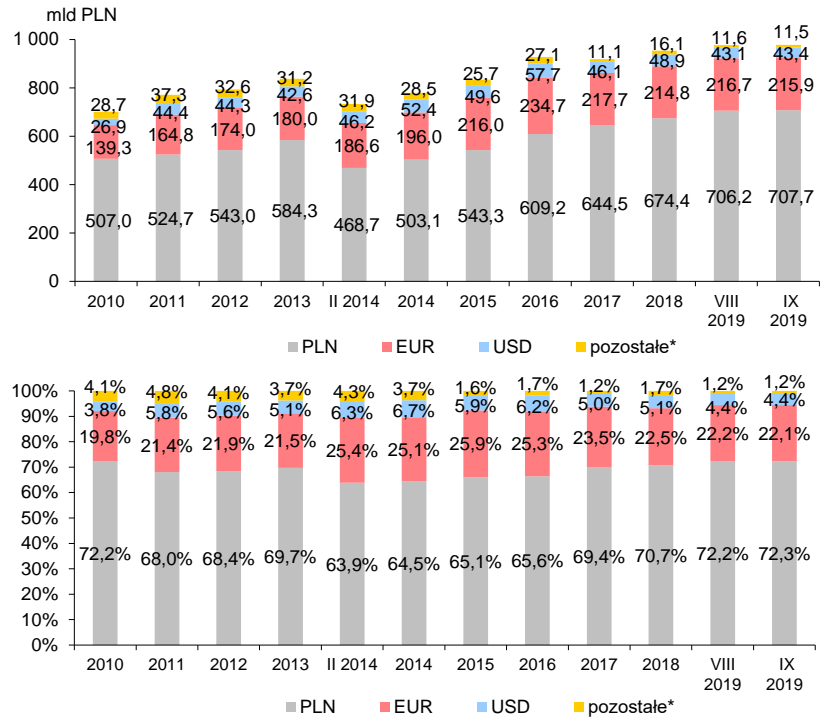 mld PLN
1 000
800
600
400
200
0
28,7 37,3 32,6 31,2 31,9 28,5 25,7 27,1 11,1 16,1 11,6 11,5
26,9 44,4 44,3 42,6 46,2 52,4 49,6 57,7 46,1 48,9 43,1 43,4
139,3 164,8 174,0 180,0 186,6 196,0 216,0 234,7 217,7 214,8 216,7 215,9
507,0 524,7 543,0 584,3 468,7 503,1 543,3 609,2 644,5 674,4 706,2 707,7
2010 2011 2012 2013 II 2014 2014 2015 2016 2017 2018 VIII 2019 IX 2019
PLN EUR USD pozostałe*
100%
90%
80%
70%
60%
50%
40%
30%
20%
10%
0%
4,1% 4,8% 4,1% 3,7% 4,3% 3,7% 1,6% 1,7% 1,2% 1,7% 1,2% 1,2%
3,8% 5,8% 5,6% 5,1% 6,3% 6,7% 5,9% 6,2% 5,0% 5,1% 4,4% 4,4%
19,8% 21,4% 21,9% 21,5% 25,4% 25,1% 25,9% 25,3% 23,5% 22,5% 22,2% 22,1%
72,2% 68,0% 68,4% 69,7% 63,9% 64,5% 65,1% 65,6% 69,4% 70,7% 72,2% 72,3%
2010 2011 2012 2013 II 2014 2014 2015 2016 2017 2018 VIII 2019 IX 2019
PLN EUR USD pozostałe*